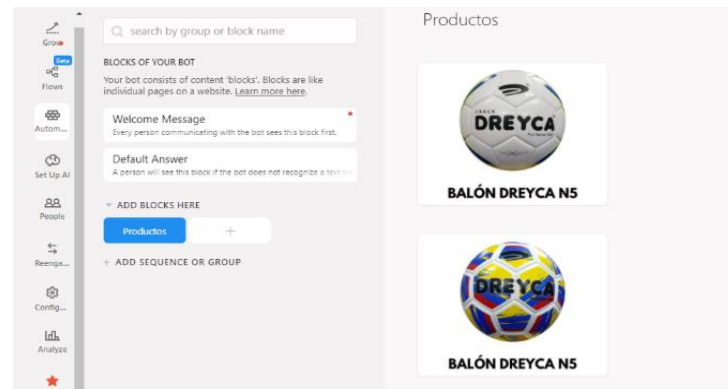 Grow
Beta
Flows
Autom...
Set Up AI
People
Reenga...
Config...
Analyze
search by group or block name
BLOCKS OF YOUR BOT
Your bot consists of content 'blocks'. Blocks are like
individual pages on a website. Learn more here.
Welcome Message
Every person communicating with the bot sees this block first.
Default Answer
A person will see this block if the bot does not recognize a text
ADD BLOCKS HERE
Productos
+ ADD SEQUENCE OR GROUP
Productos
DREYCA
BALÓN DREYCA N5
DREYCA
BALÓN DREYCA N5